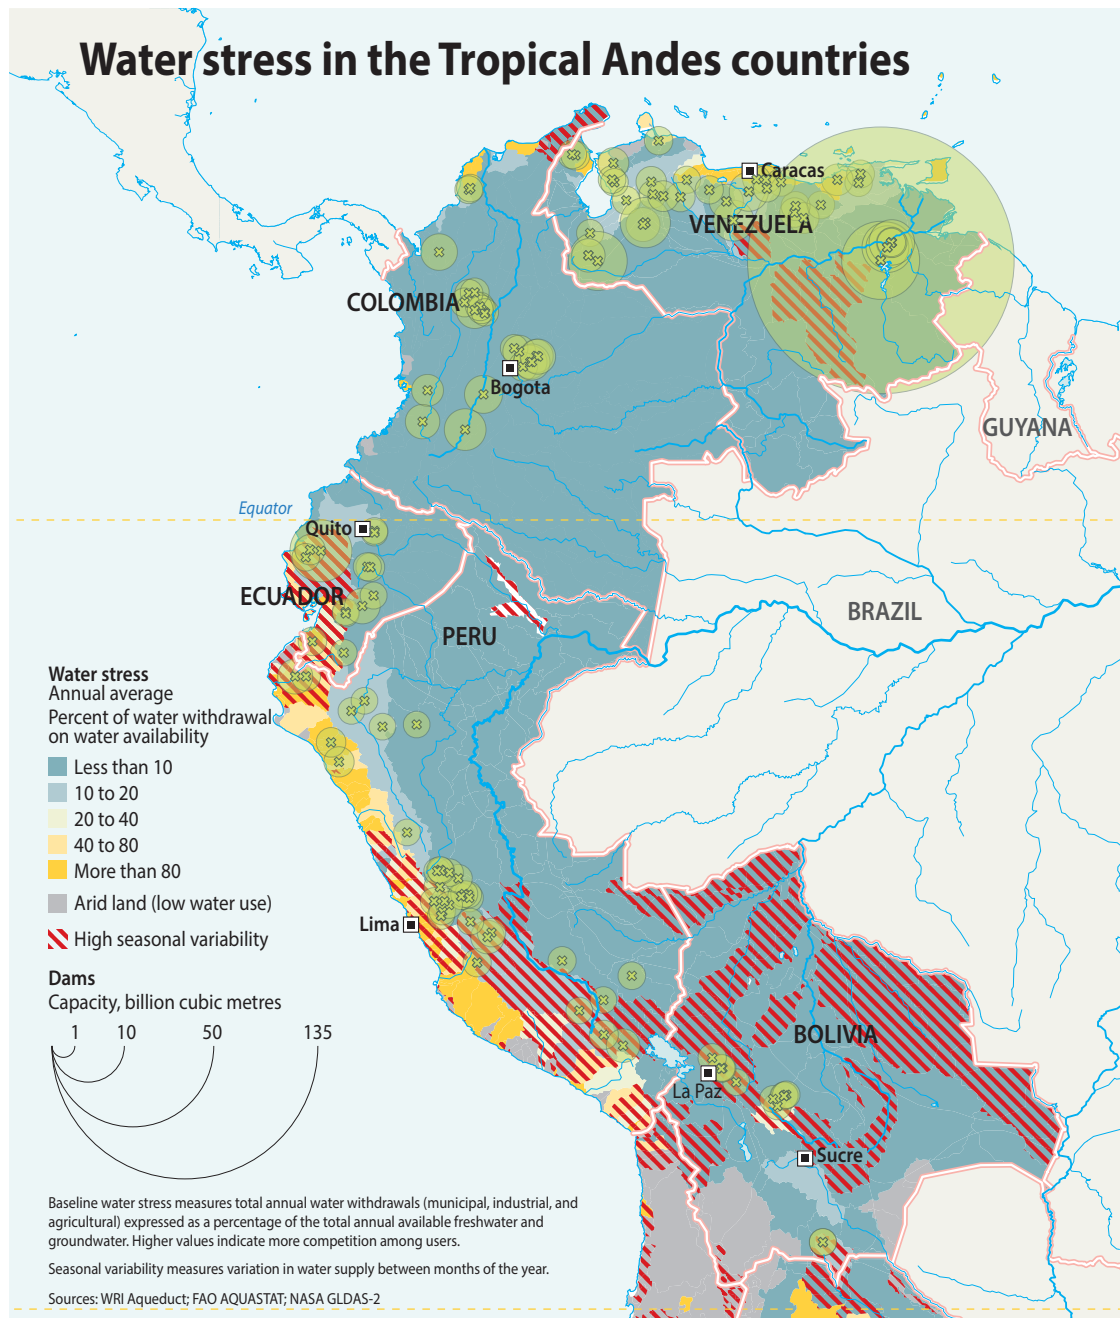 Water stress in the Tropical Andes countries
Caracas
VENEZUELA
COLOMBIA
Bogota
GUYANA
Equator
Quito
ECUADOR
BRAZIL
PERU
Water stress
Annual average
Percent of water withdrawal
on water availability
Less than 10
10 to 20
20 to 40
40 to 80
More than 80
Arid land (low water use)
High seasonal variability
Lima
Dams
Capacity, billion cubic metres
1 10 50 135
BOLIVIA
La Paz
Sucre
Baseline water stress measures total annual water withdrawals (municipal, industrial, and
agricultural) expressed as a percentage of the total annual available freshwater and
groundwater. Higher values indicate more competition among users.
Seasonal variability measures variation in water supply between months of the year.
Sources: WRI Aqueduct; FAO AQUASTAT; NASA GLDAS-2